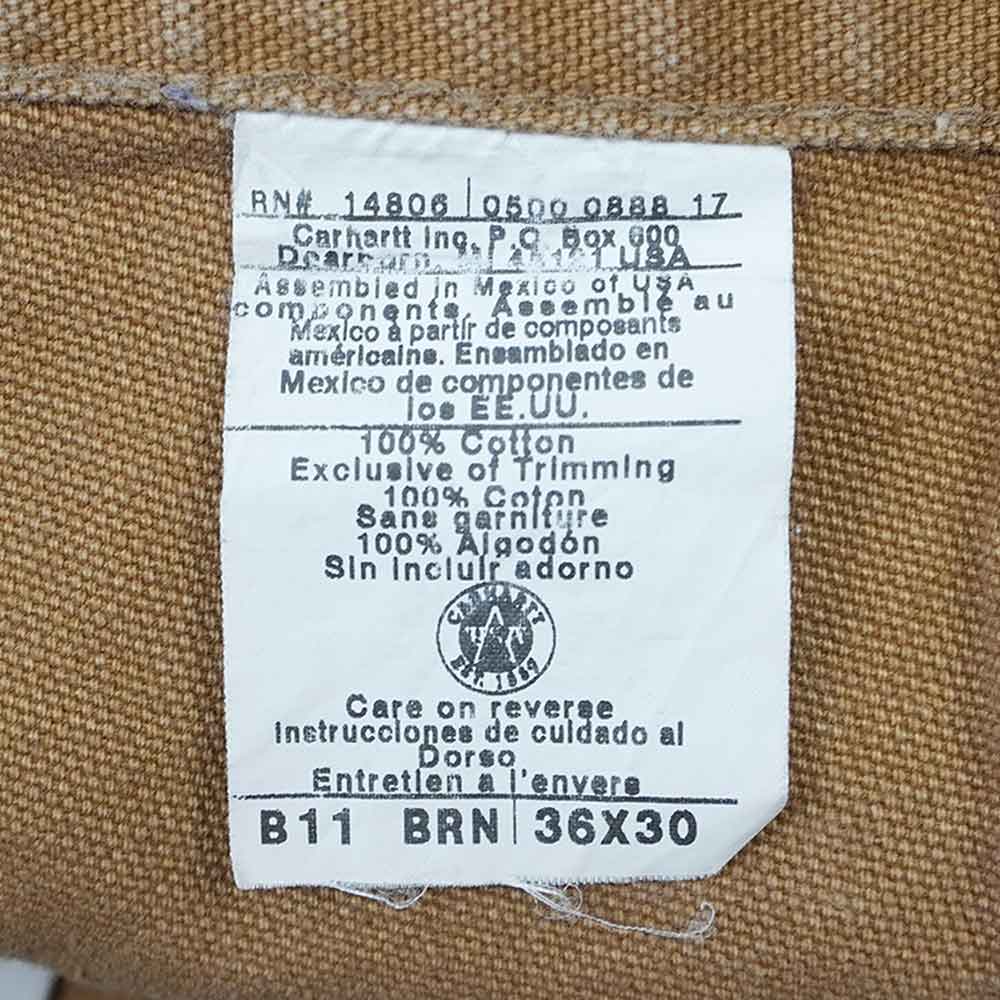 RN# 14806 0500 0888 17
Carhartt Inc. P.O. Box 600
Dearborn, MI 48121 USA
Assembled in Mexico of USA
components. Assemblé au
Mexico à partir de composants
américains. Ensamblado en
Mexico de componentes de
los EE.UU.
100% Cotton
Exclusive of Trimming
100% Coton
Sans garniture
100% Algodón
Sin incluir adorno
CARHARTT
EST. 1889
Care on reverse
Instrucciones de cuidado al
Dorso
Entretien a l'envers
B11 BRN 36X30